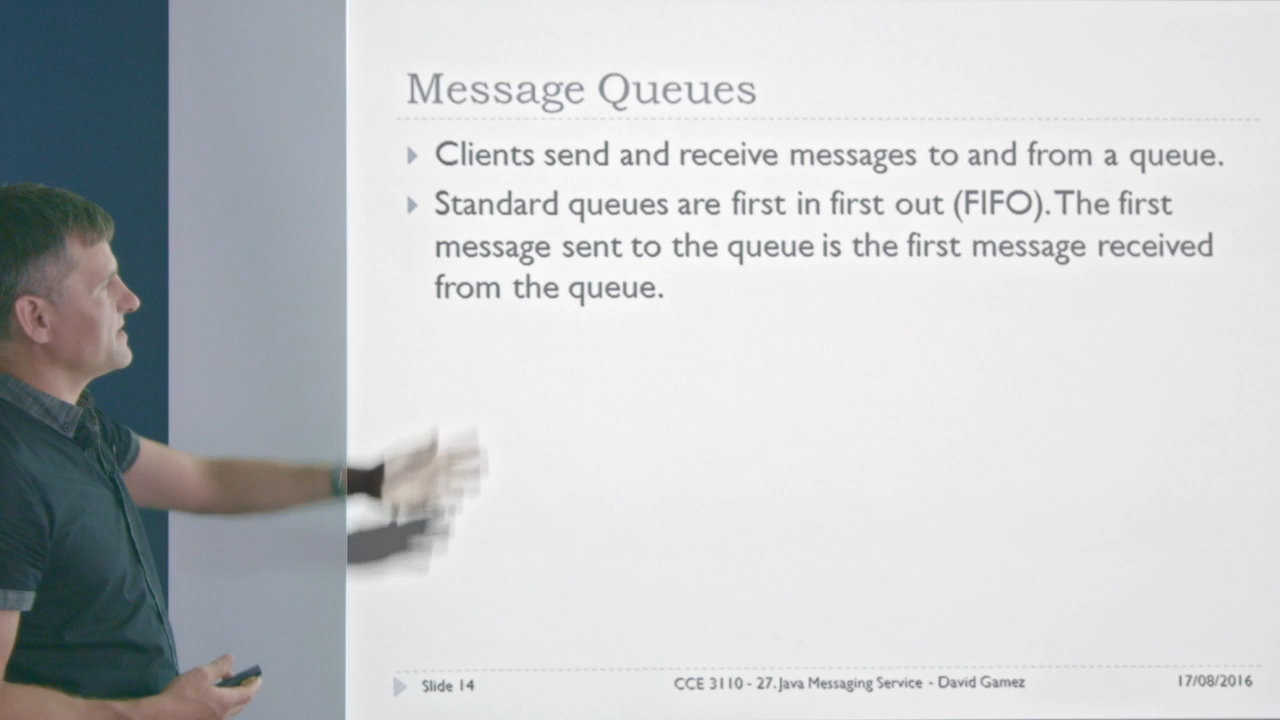 Message Queues
Clients send and receive messages to and from a queue.
Standard queues are first in first out (FIFO). The first
message sent to the queue is the first message received
from the queue.
Slide 14
CCE 3110 - 27. Java Messaging Service - David Gamez
17/08/2016